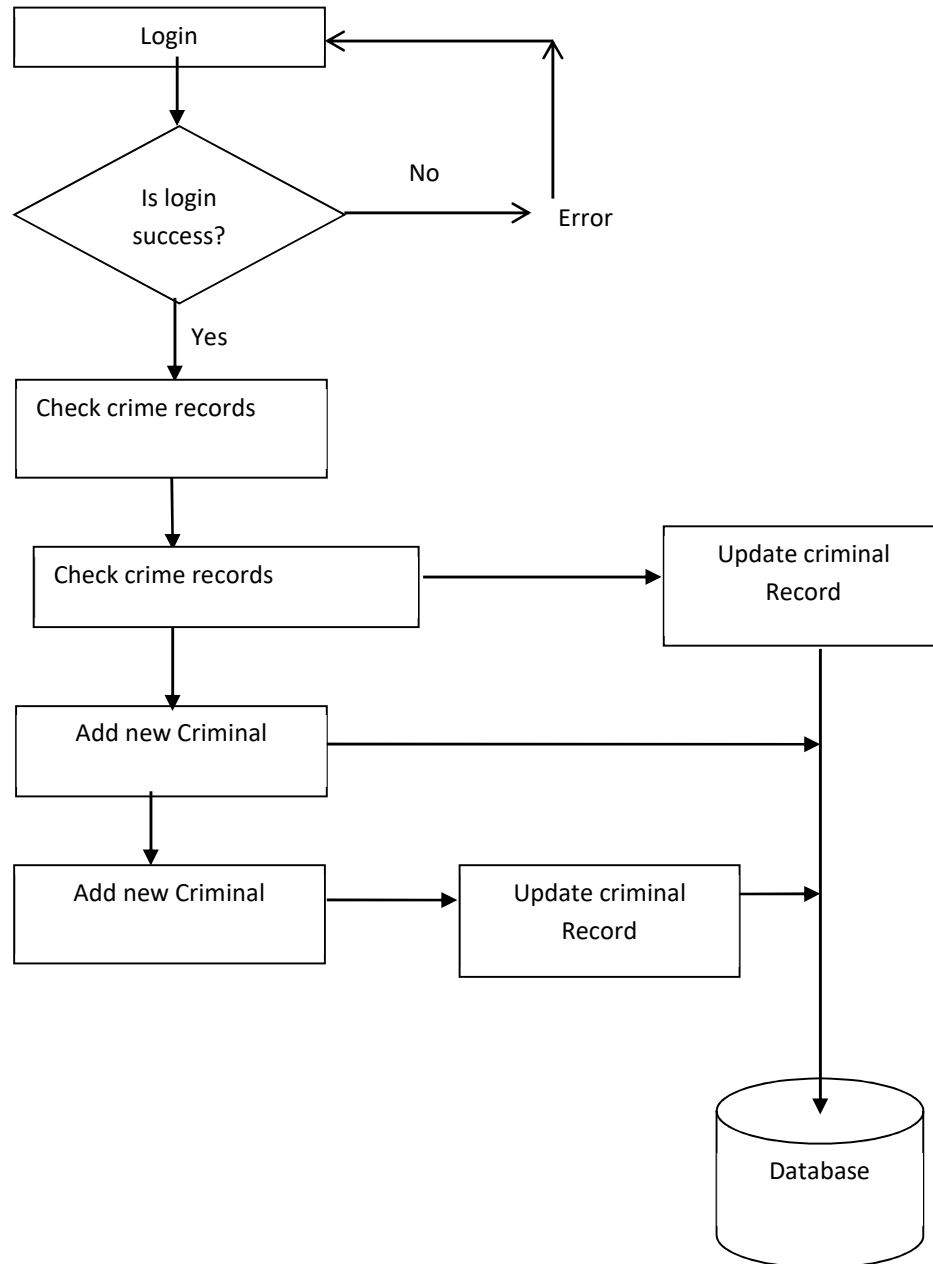 Login
Is login
success?
No
Error
Yes
Check crime records
Check crime records
Update criminal
Record
Add new Criminal
Add new Criminal
Update criminal
Record
Database